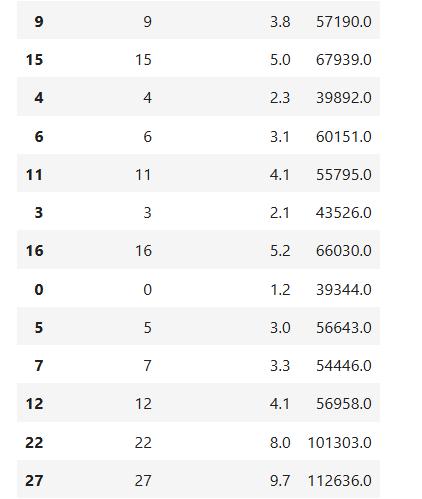 9 9 3.8 57190.0
15 15 5.0 67939.0
4 4 2.3 39892.0
6 6 3.1 60151.0
11 11 4.1 55795.0
3 3 2.1 43526.0
16 16 5.2 66030.0
0 0 1.2 39344.0
5 5 3.0 56643.0
7 7 3.3 54446.0
12 12 4.1 56958.0
22 22 8.0 101303.0
27 27 9.7 112636.0